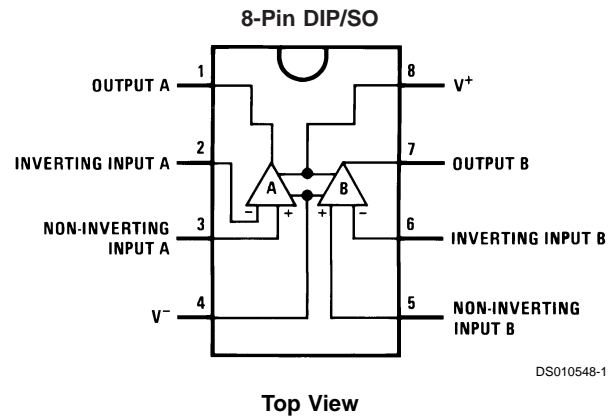 8-Pin DIP/SO
1
OUTPUT A
8
V+
2
INVERTING INPUT A
7
OUTPUT B
A
B
−
+
+
−
3
NON-INVERTING
INPUT A
6
INVERTING INPUT B
4
V−
5
NON-INVERTING
INPUT B
DS010548-1
Top View